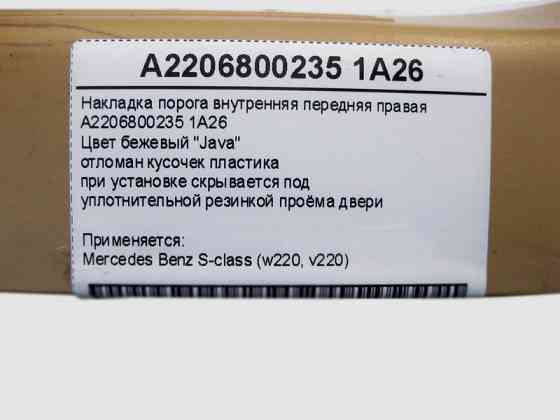 A2206800235 1A26
Накладка порога внутренняя передняя правая
A2206800235 1A26
Цвет бежевый "Java"
отломан кусочек пластика
при установке скрывается под
уплотнительной резинкой проёма двери
Применяется:
Mercedes Benz S-class (w220, v220)